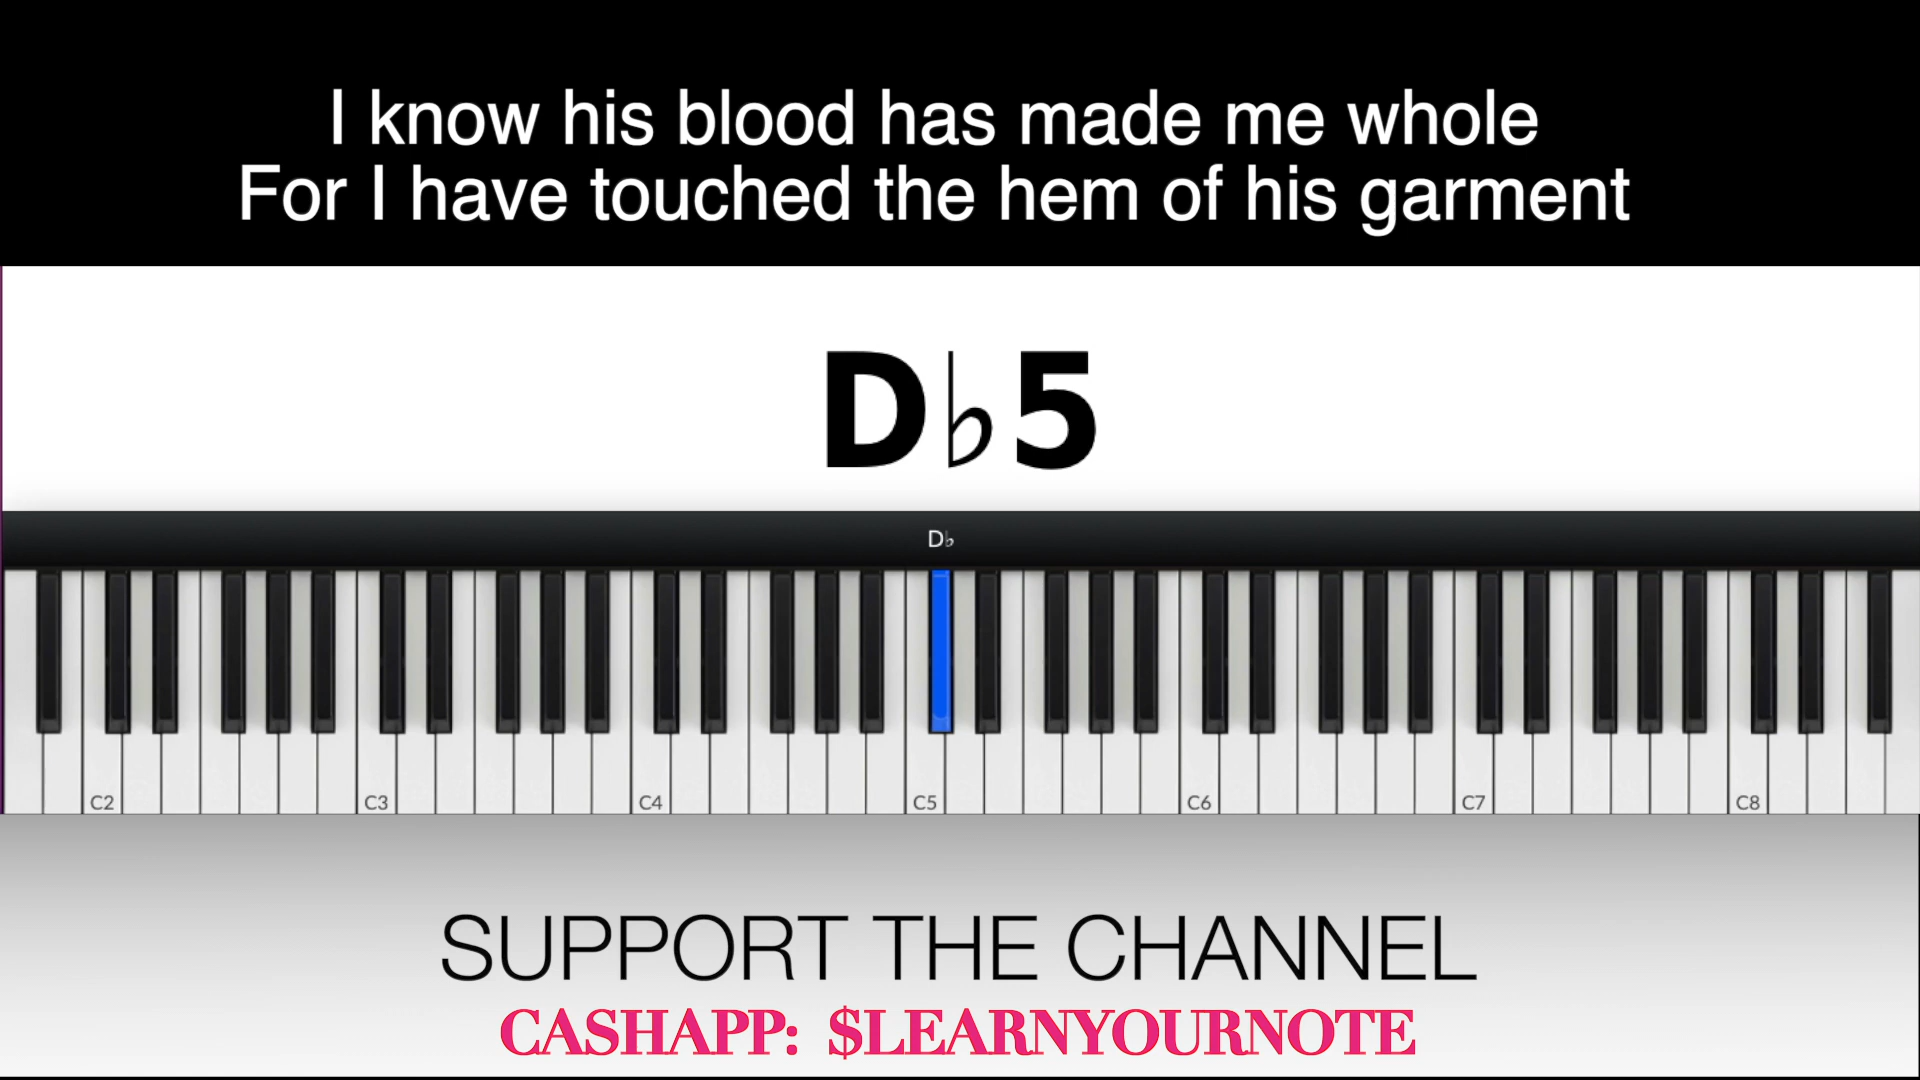 I know his blood has made me whole
For I have touched the hem of his garment
D♭5
D♭
C2 C3 C4 C5 C6 C7 C8
SUPPORT THE CHANNEL
CASHAPP: $LEARNYOURNOTE